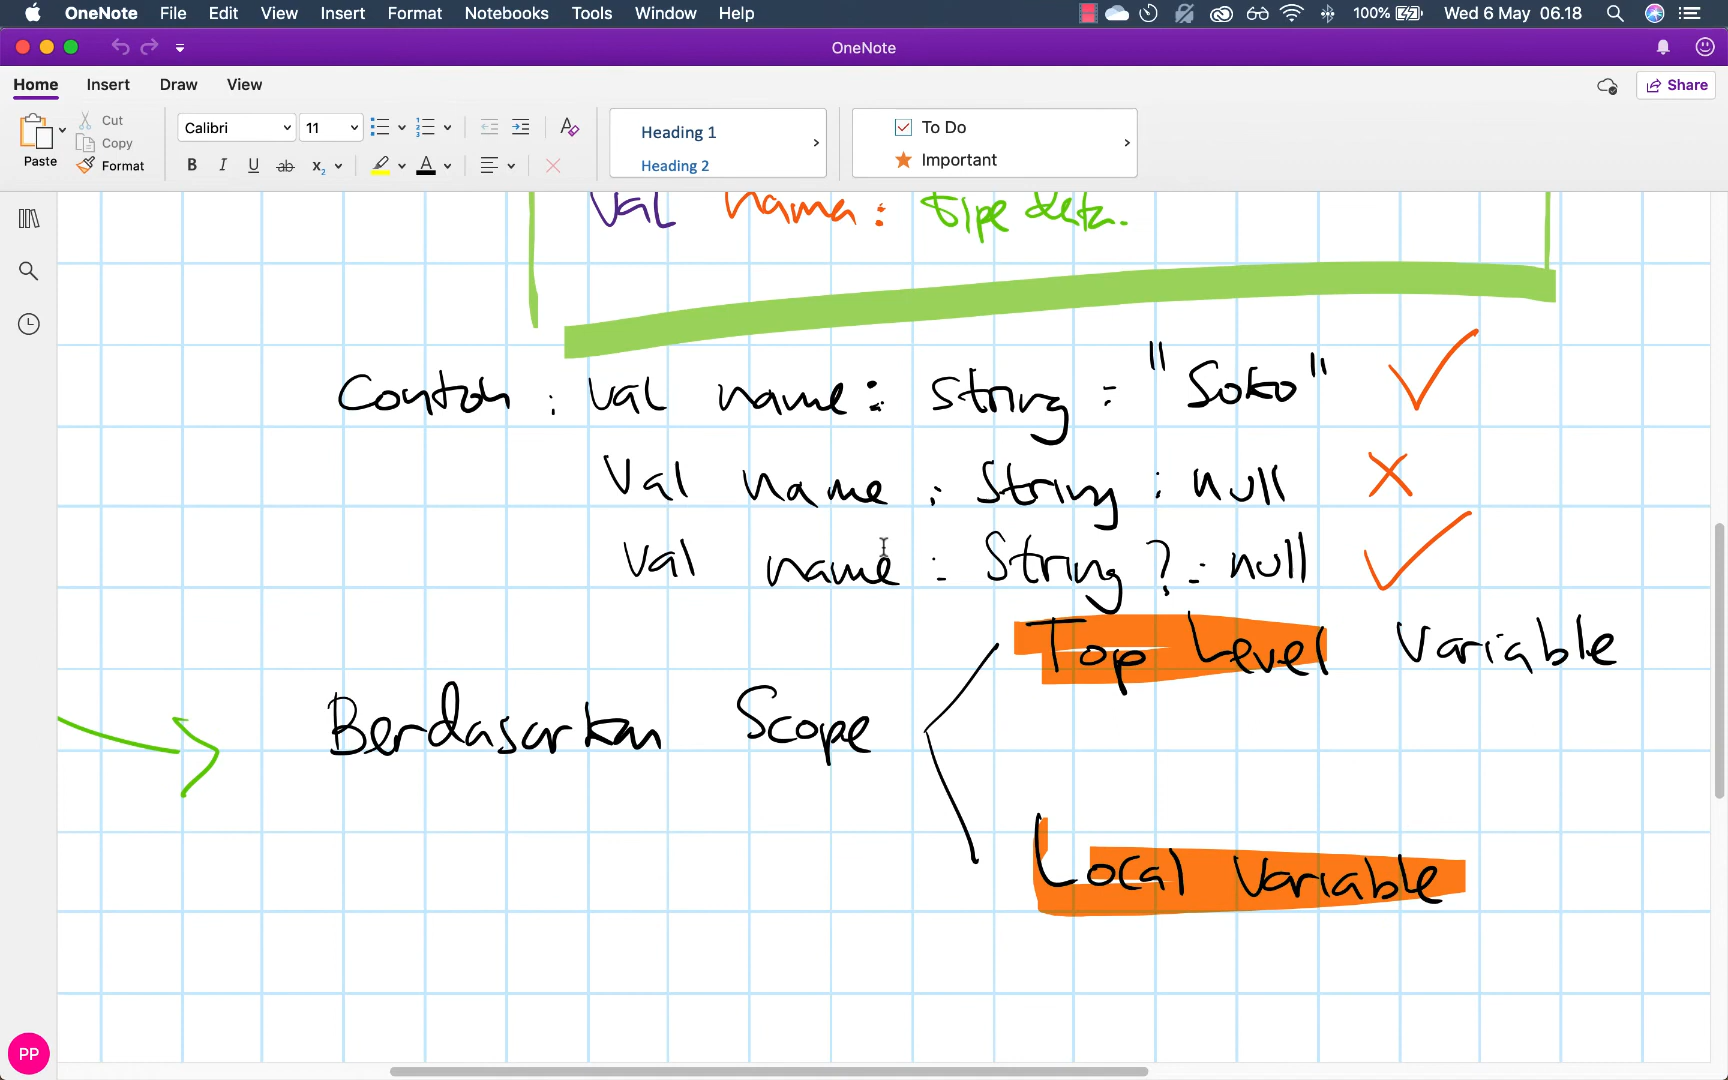 OneNote File Edit View Insert Format Notebooks Tools Window Help 100% Wed 6 May 06.18
OneNote
Home Insert Draw View Share
Paste Cut Copy Format Calibri 11 Heading 1 Heading 2 To Do Important
B I U ab x₂ A
val nama : tipe data.
Contoh : val name : String = "Soko"
Val name : String : null
Val name : String ? = null
Top Level Variable
Berdasarkan Scope
Local Variable
PP